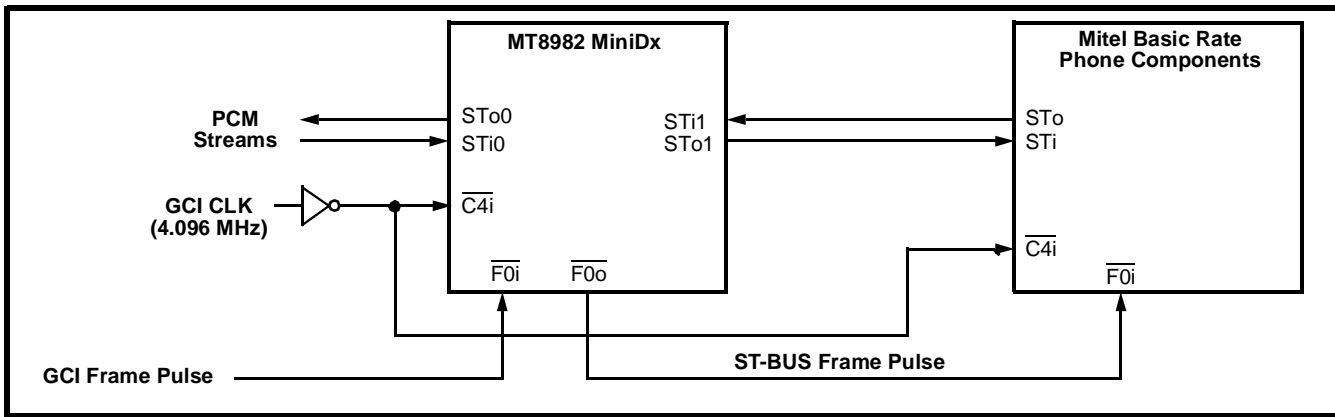 MT8982 MiniDx
Mitel Basic Rate
Phone Components
PCM
Streams
STo0
STi0
STi1
STo1
STo
STi
GCI CLK
(4.096 MHz)
C4i
C4i
F0i
F0o
F0i
GCI Frame Pulse
ST-BUS Frame Pulse